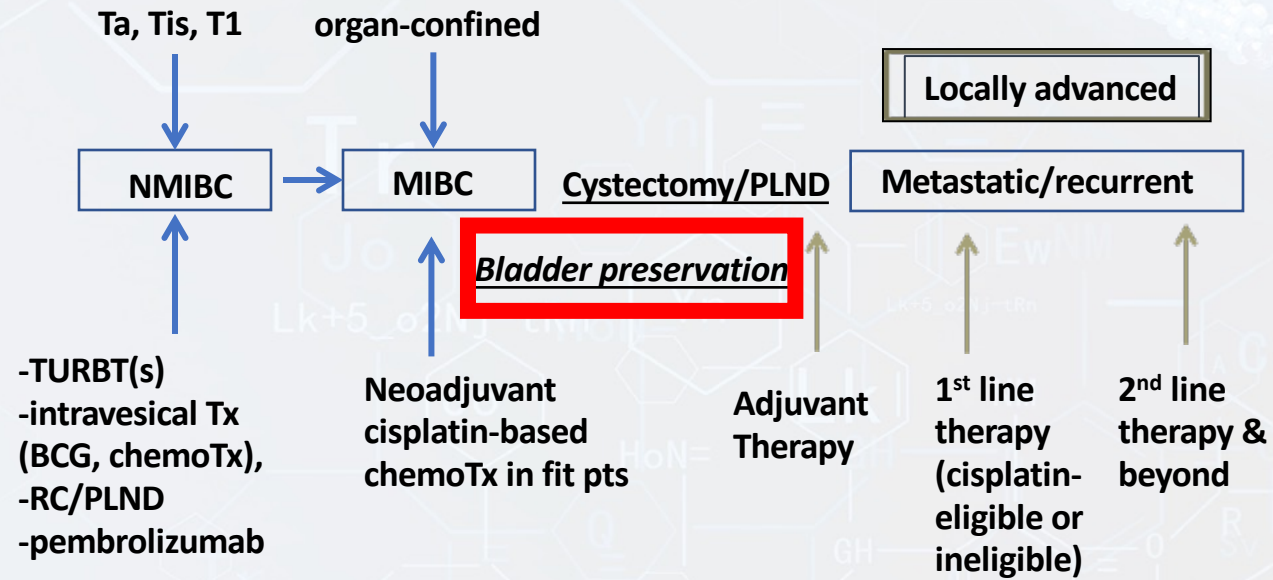 Ta, Tis, T1
organ-confined
Locally advanced
NMIBC
MIBC
Cystectomy/PLND
Metastatic/recurrent
Bladder preservation
-TURBT(s)
-intravesical Tx
(BCG, chemoTx),
-RC/PLND
-pembrolizumab
Neoadjuvant
cisplatin-based
chemoTx in fit pts
Adjuvant
Therapy
1st line
therapy
(cisplatin-
eligible or
ineligible)
2nd line
therapy &
beyond